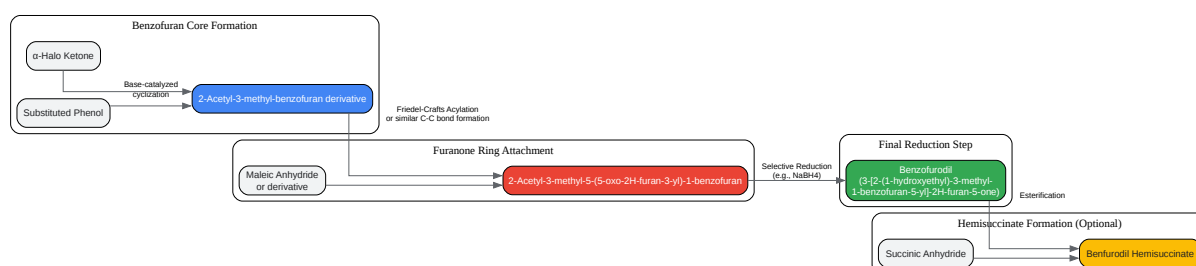 Benzofuran Core Formation
α-Halo Ketone
Base-catalyzed
cyclization
2-Acetyl-3-methyl-benzofuran derivative
Substituted Phenol
Friedel-Crafts Acylation
or similar C-C bond formation
Furanone Ring Attachment
Maleic Anhydride
or derivative
2-Acetyl-3-methyl-5-(5-oxo-2H-furan-3-yl)-1-benzofuran
Selective Reduction
(e.g., NaBH4)
Final Reduction Step
Benzofurodil
(3-[2-(1-hydroxyethyl)-3-methyl-
1-benzofuran-5-yl]-2H-furan-5-one)
Esterification
Hemisuccinate Formation (Optional)
Succinic Anhydride
Benfurodil Hemisuccinate